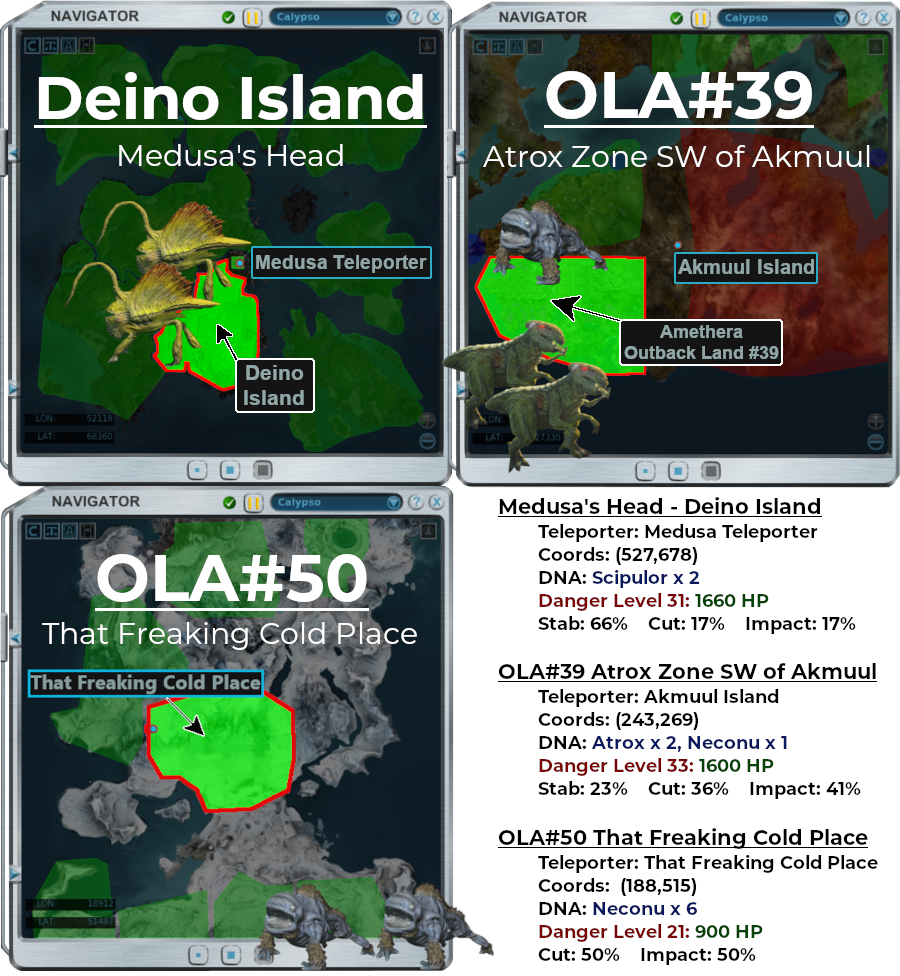 NAVIGATOR
Calypso
Deino Island
Medusa's Head
Medusa Teleporter
Deino
Island
LON: 52118
LAT: 68360
NAVIGATOR
Calypso
OLA#39
Atrox Zone SW of Akmuul
Akmuul Island
Amethera
Outback Land #39
27330
NAVIGATOR
Calypso
OLA#50
That Freaking Cold Place
That Freaking Cold Place
LON: 18912
LAT: 51487
Medusa's Head - Deino Island
Teleporter: Medusa Teleporter
Coords: (527,678)
DNA: Scipulor x 2
Danger Level 31: 1660 HP
Stab: 66% Cut: 17% Impact: 17%
OLA#39 Atrox Zone SW of Akmuul
Teleporter: Akmuul Island
Coords: (243,269)
DNA: Atrox x 2, Neconu x 1
Danger Level 33: 1600 HP
Stab: 23% Cut: 36% Impact: 41%
OLA#50 That Freaking Cold Place
Teleporter: That Freaking Cold Place
Coords: (188,515)
DNA: Neconu x 6
Danger Level 21: 900 HP
Cut: 50% Impact: 50%